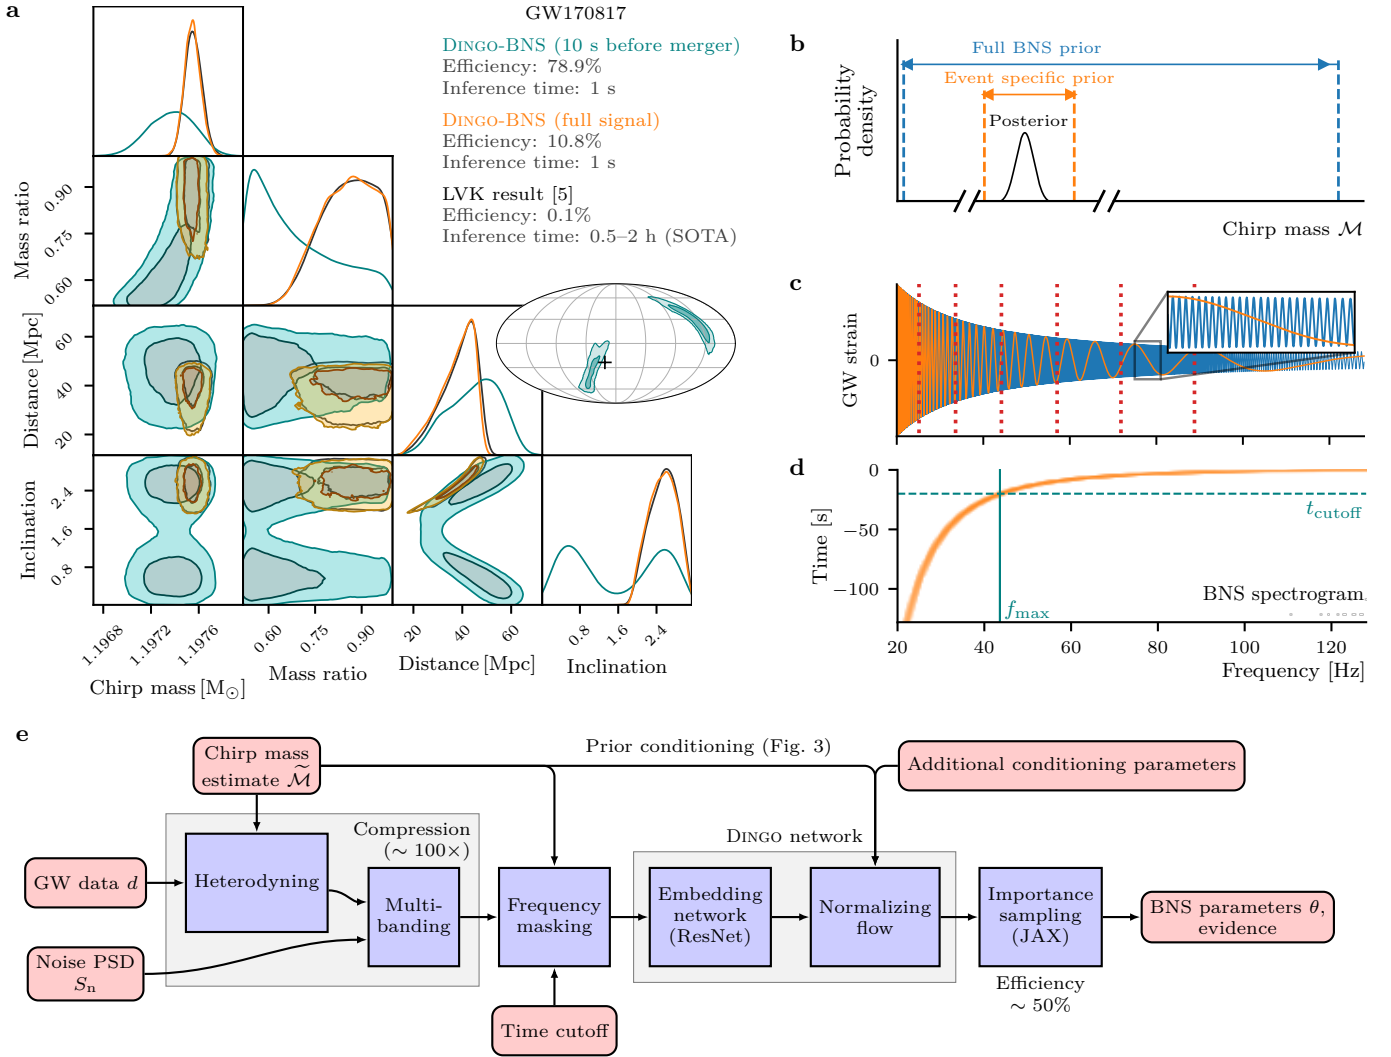 a
GW170817
DINGO-BNS (10 s before merger)
Efficiency: 78.9%
Inference time: 1 s
DINGO-BNS (full signal)
Efficiency: 10.8%
Inference time: 1 s
LVK result [5]
Efficiency: 0.1%
Inference time: 0.5–2 h (SOTA)
Mass ratio
0.90
0.75
0.60
Distance [Mpc]
60
40
20
Inclination
2.4
1.6
0.8
1.1968
1.1972
1.1976
Chirp mass [M⊙]
0.60
0.75
0.90
Mass ratio
20
40
60
Distance [Mpc]
0.8
1.6
2.4
Inclination
b
Probability
density
Full BNS prior
Event specific prior
Posterior
Chirp mass ℳ
c
GW strain
0
d
Time [s]
0
−50
−100
t_cutoff
f_max
BNS spectrogram
20
40
60
80
100
120
Frequency [Hz]
e
Chirp mass
estimate ℳ̃
Prior conditioning (Fig. 3)
Additional conditioning parameters
Compression
(∼ 100×)
DINGO network
GW data d
Heterodyning
Multi-
banding
Frequency
masking
Embedding
network
(ResNet)
Normalizing
flow
Importance
sampling
(JAX)
BNS parameters θ,
evidence
Noise PSD
Sₙ
Efficiency
∼ 50%
Time cutoff